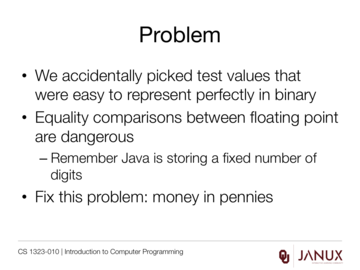 Problem
• We accidentally picked test values that
were easy to represent perfectly in binary
• Equality comparisons between floating point
are dangerous
– Remember Java is storing a fixed number of
digits
• Fix this problem: money in pennies
CS 1323-010 | Introduction to Computer Programming
JANUX